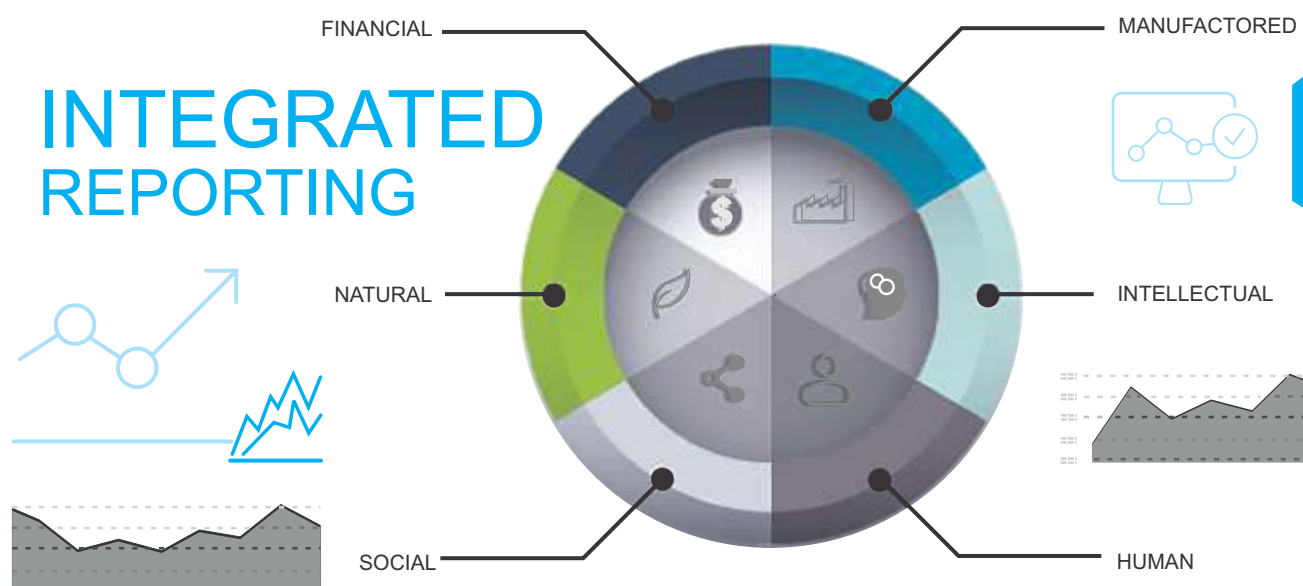 FINANCIAL
MANUFACTORED
INTEGRATED
REPORTING
NATURAL
INTELLECTUAL
SOCIAL
HUMAN